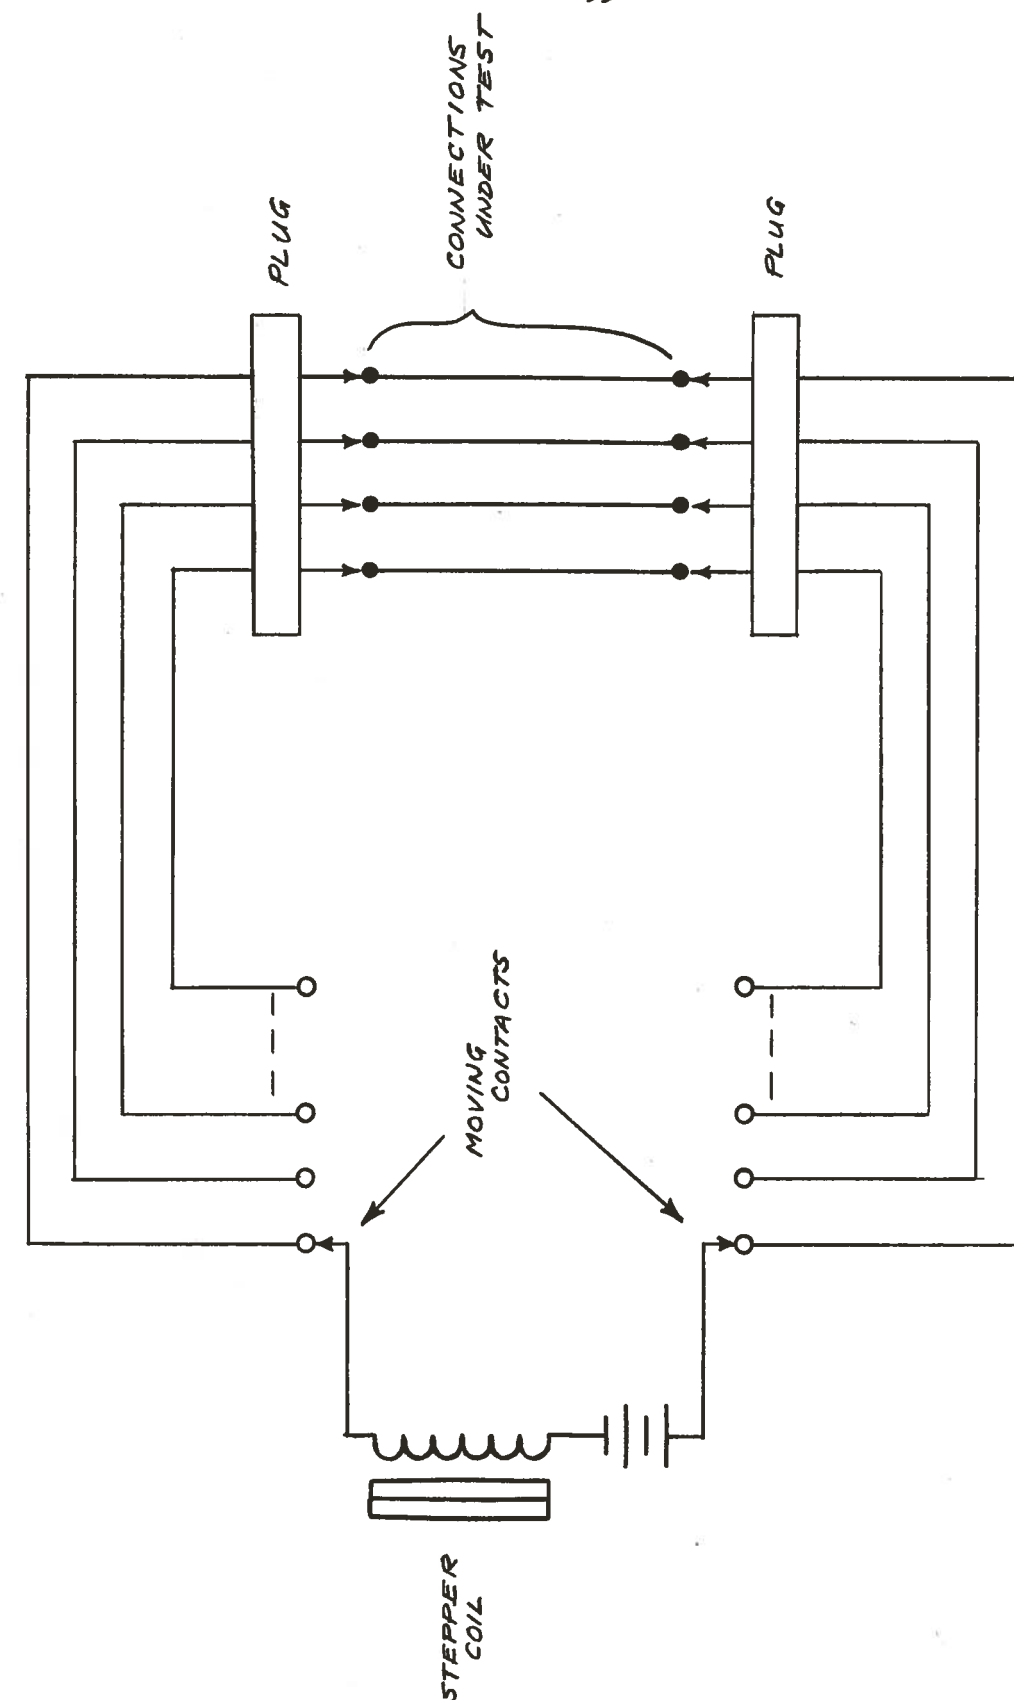 STEPPER
COIL
MOVING
CONTACTS
PLUG
CONNECTIONS
UNDER TEST
PLUG